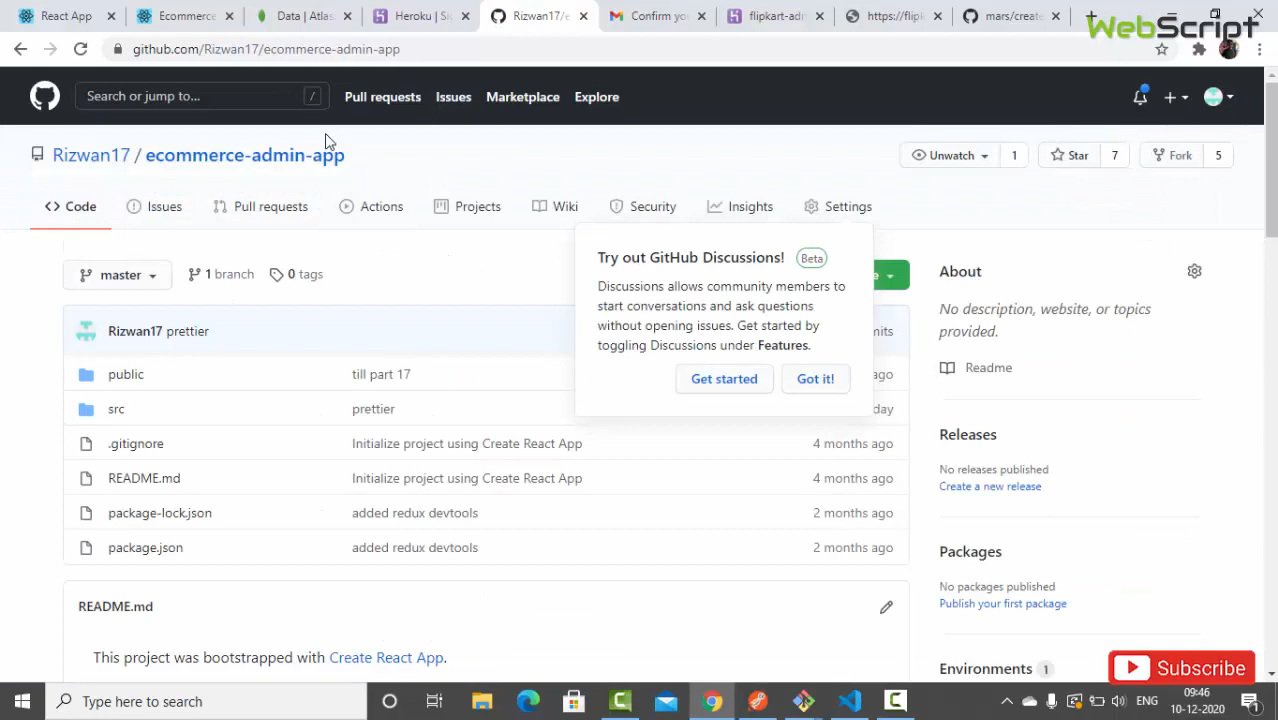 React App
Ecommerce
Data | Atlas
Heroku | Si
Rizwan17/e
Confirm you
flipkart-adm
https://flipk
mars/create
WebScript
github.com/Rizwan17/ecommerce-admin-app
Search or jump to... /
Pull requests Issues Marketplace Explore
Rizwan17 / ecommerce-admin-app
Unwatch 1 Star 7 Fork 5
Code Issues Pull requests Actions Projects Wiki Security Insights Settings
master 1 branch 0 tags
Try out GitHub Discussions! Beta
Discussions allows community members to
start conversations and ask questions
without opening issues. Get started by
toggling Discussions under Features.
Get started Got it!
Rizwan17 prettier mits
public till part 17 ago
src prettier day
.gitignore Initialize project using Create React App 4 months ago
README.md Initialize project using Create React App 4 months ago
package-lock.json added redux devtools 2 months ago
package.json added redux devtools 2 months ago
README.md
This project was bootstrapped with Create React App.
About
No description, website, or topics
provided.
Readme
Releases
No releases published
Create a new release
Packages
No packages published
Publish your first package
Environments 1
Subscribe
Type here to search
ENG
09:46
10-12-2020
1